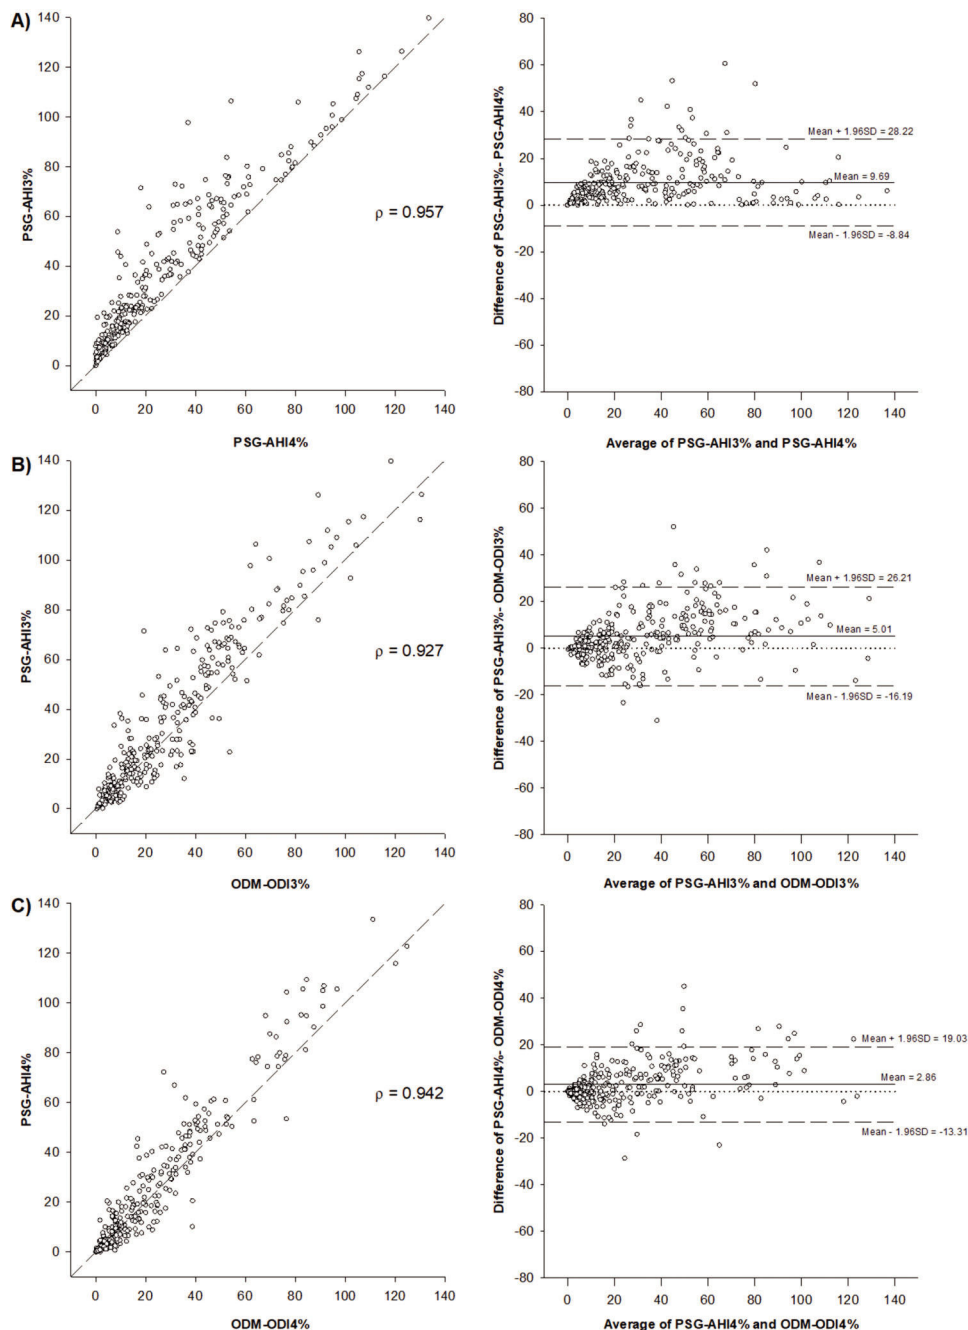 A)
140
120
100
80
60
40
20
0
PSG-AHI3%
ρ = 0.957
0 20 40 60 80 100 120 140
PSG-AHI4%
80
60
40
20
0
-20
-40
-60
-80
Difference of PSG-AHI3%- PSG-AHI4%
Mean + 1.96SD = 28.22
Mean = 9.69
Mean - 1.96SD = -8.84
0 20 40 60 80 100 120 140
Average of PSG-AHI3% and PSG-AHI4%
B)
140
120
100
80
60
40
20
0
PSG-AHI3%
ρ = 0.927
0 20 40 60 80 100 120 140
ODM-ODI3%
80
60
40
20
0
-20
-40
-60
-80
Difference of PSG-AHI3%- ODM-ODI3%
Mean + 1.96SD = 26.21
Mean = 5.01
Mean - 1.96SD = -16.19
0 20 40 60 80 100 120 140
Average of PSG-AHI3% and ODM-ODI3%
C)
140
120
100
80
60
40
20
0
PSG-AHI4%
ρ = 0.942
0 20 40 60 80 100 120 140
ODM-ODI4%
80
60
40
20
0
-20
-40
-60
-80
Difference of PSG-AHI4%- ODM-ODI4%
Mean + 1.96SD = 19.03
Mean = 2.86
Mean - 1.96SD = -13.31
0 20 40 60 80 100 120 140
Average of PSG-AHI4% and ODM-ODI4%